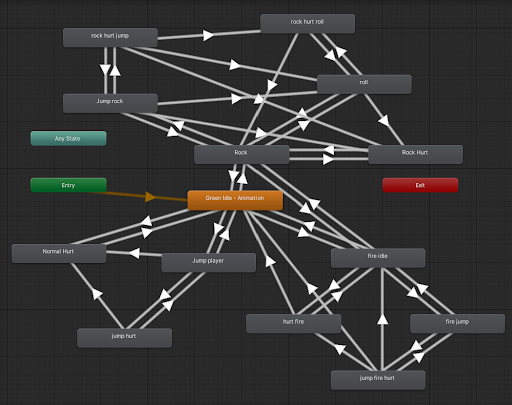 rock hurt roll
rock hurt jump
roll
Jump rock
Any State
Rock
Rock Hurt
Entry
Exit
Green Idle - Animation
Normal Hurt
Jump player
fire idle
hurt fire
fire jump
jump hurt
jump fire hurt